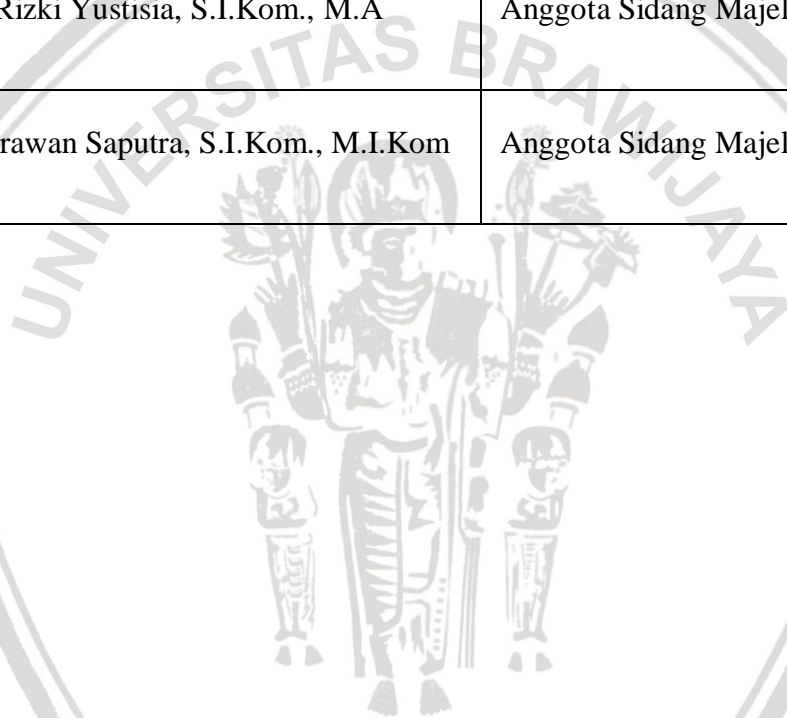 Rizki Yustisia, S.I.Kom., M.A Anggota Sidang Majel
rawan Saputra, S.I.Kom., M.I.Kom Anggota Sidang Majel
UNIVERSITAS BRAWIJAYA